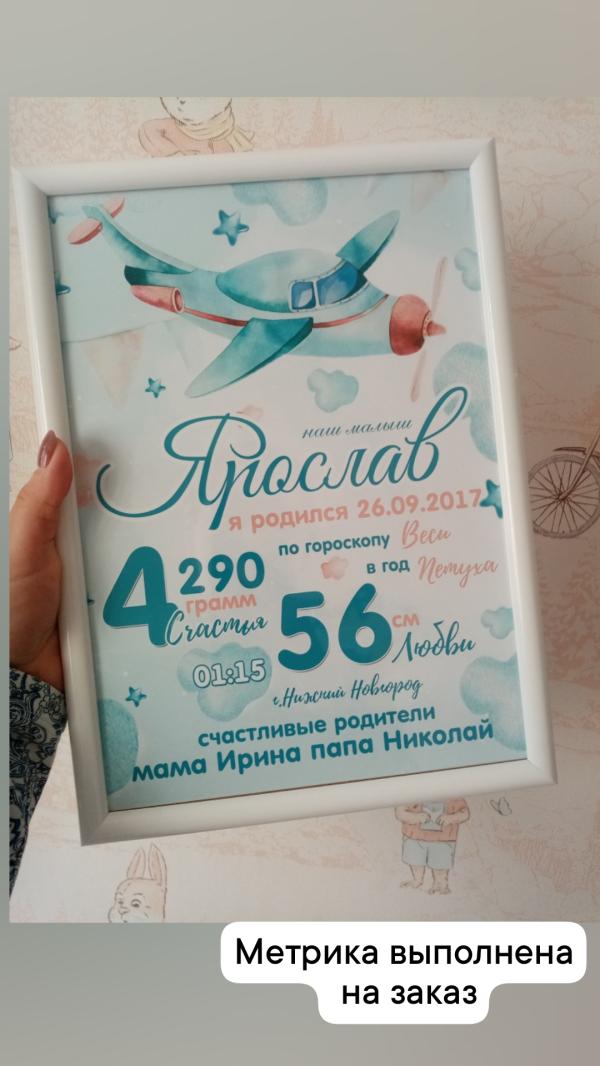 наш малыш
Ярослав
я родился 26.09.2017
по гороскопу Весы
в год Петуха
4 290
грамм
Счастья
56 см
Любви
01:15
г.Нижний Новгород
счастливые родители
мама Ирина папа Николай
Метрика выполнена
на заказ